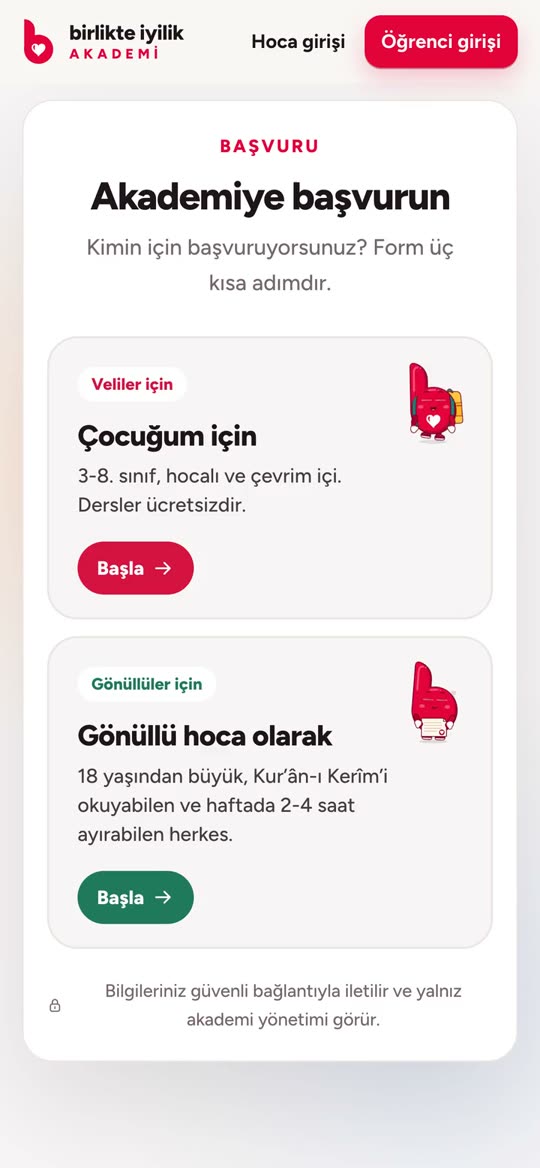 birlikte iyilik
AKADEMİ
Hoca girişi
Öğrenci girişi
BAŞVURU
Akademiye başvurun
Kimin için başvuruyorsunuz? Form üç
kısa adımdır.
Veliler için
Çocuğum için
3-8. sınıf, hocalı ve çevrim içi.
Dersler ücretsizdir.
Başla →
Gönüllüler için
Gönüllü hoca olarak
18 yaşından büyük, Kur’ân-ı Kerîm’i
okuyabilen ve haftada 2-4 saat
ayırabilen herkes.
Başla →
Bilgileriniz güvenli bağlantıyla iletilir ve yalnız
akademi yönetimi görür.